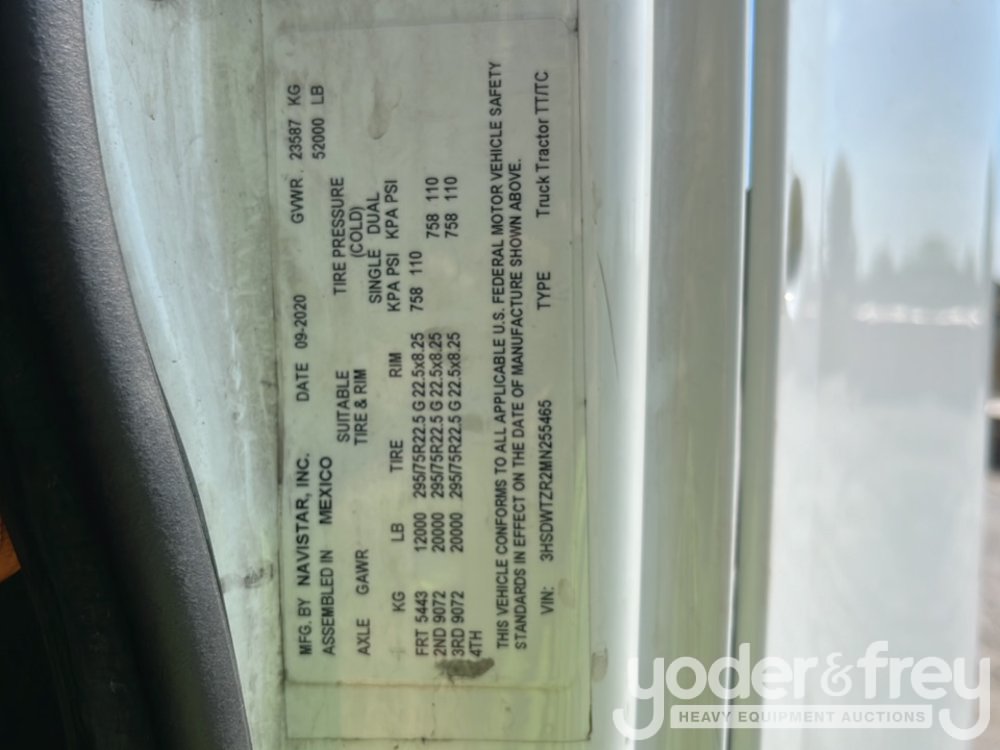 MFG. BY NAVISTAR, INC. DATE 09-2020 GVWR 23587 KG
ASSEMBLED IN MEXICO 52000 LB
SUITABLE TIRE PRESSURE
AXLE GAWR TIRE & RIM (COLD)
SINGLE DUAL
KG LB TIRE RIM KPA PSI KPA PSI
FRT 5443 12000 295/75R22.5 G 22.5x8.25 758 110
2ND 9072 20000 295/75R22.5 G 22.5x8.25 758 110
3RD 9072 20000 295/75R22.5 G 22.5x8.25 758 110
4TH
THIS VEHICLE CONFORMS TO ALL APPLICABLE U.S. FEDERAL MOTOR VEHICLE SAFETY
STANDARDS IN EFFECT ON THE DATE OF MANUFACTURE SHOWN ABOVE.
VIN: 3HSDWTZR2MN255465 TYPE Truck Tractor TT/TC
yoder&frey
HEAVY EQUIPMENT AUCTIONS